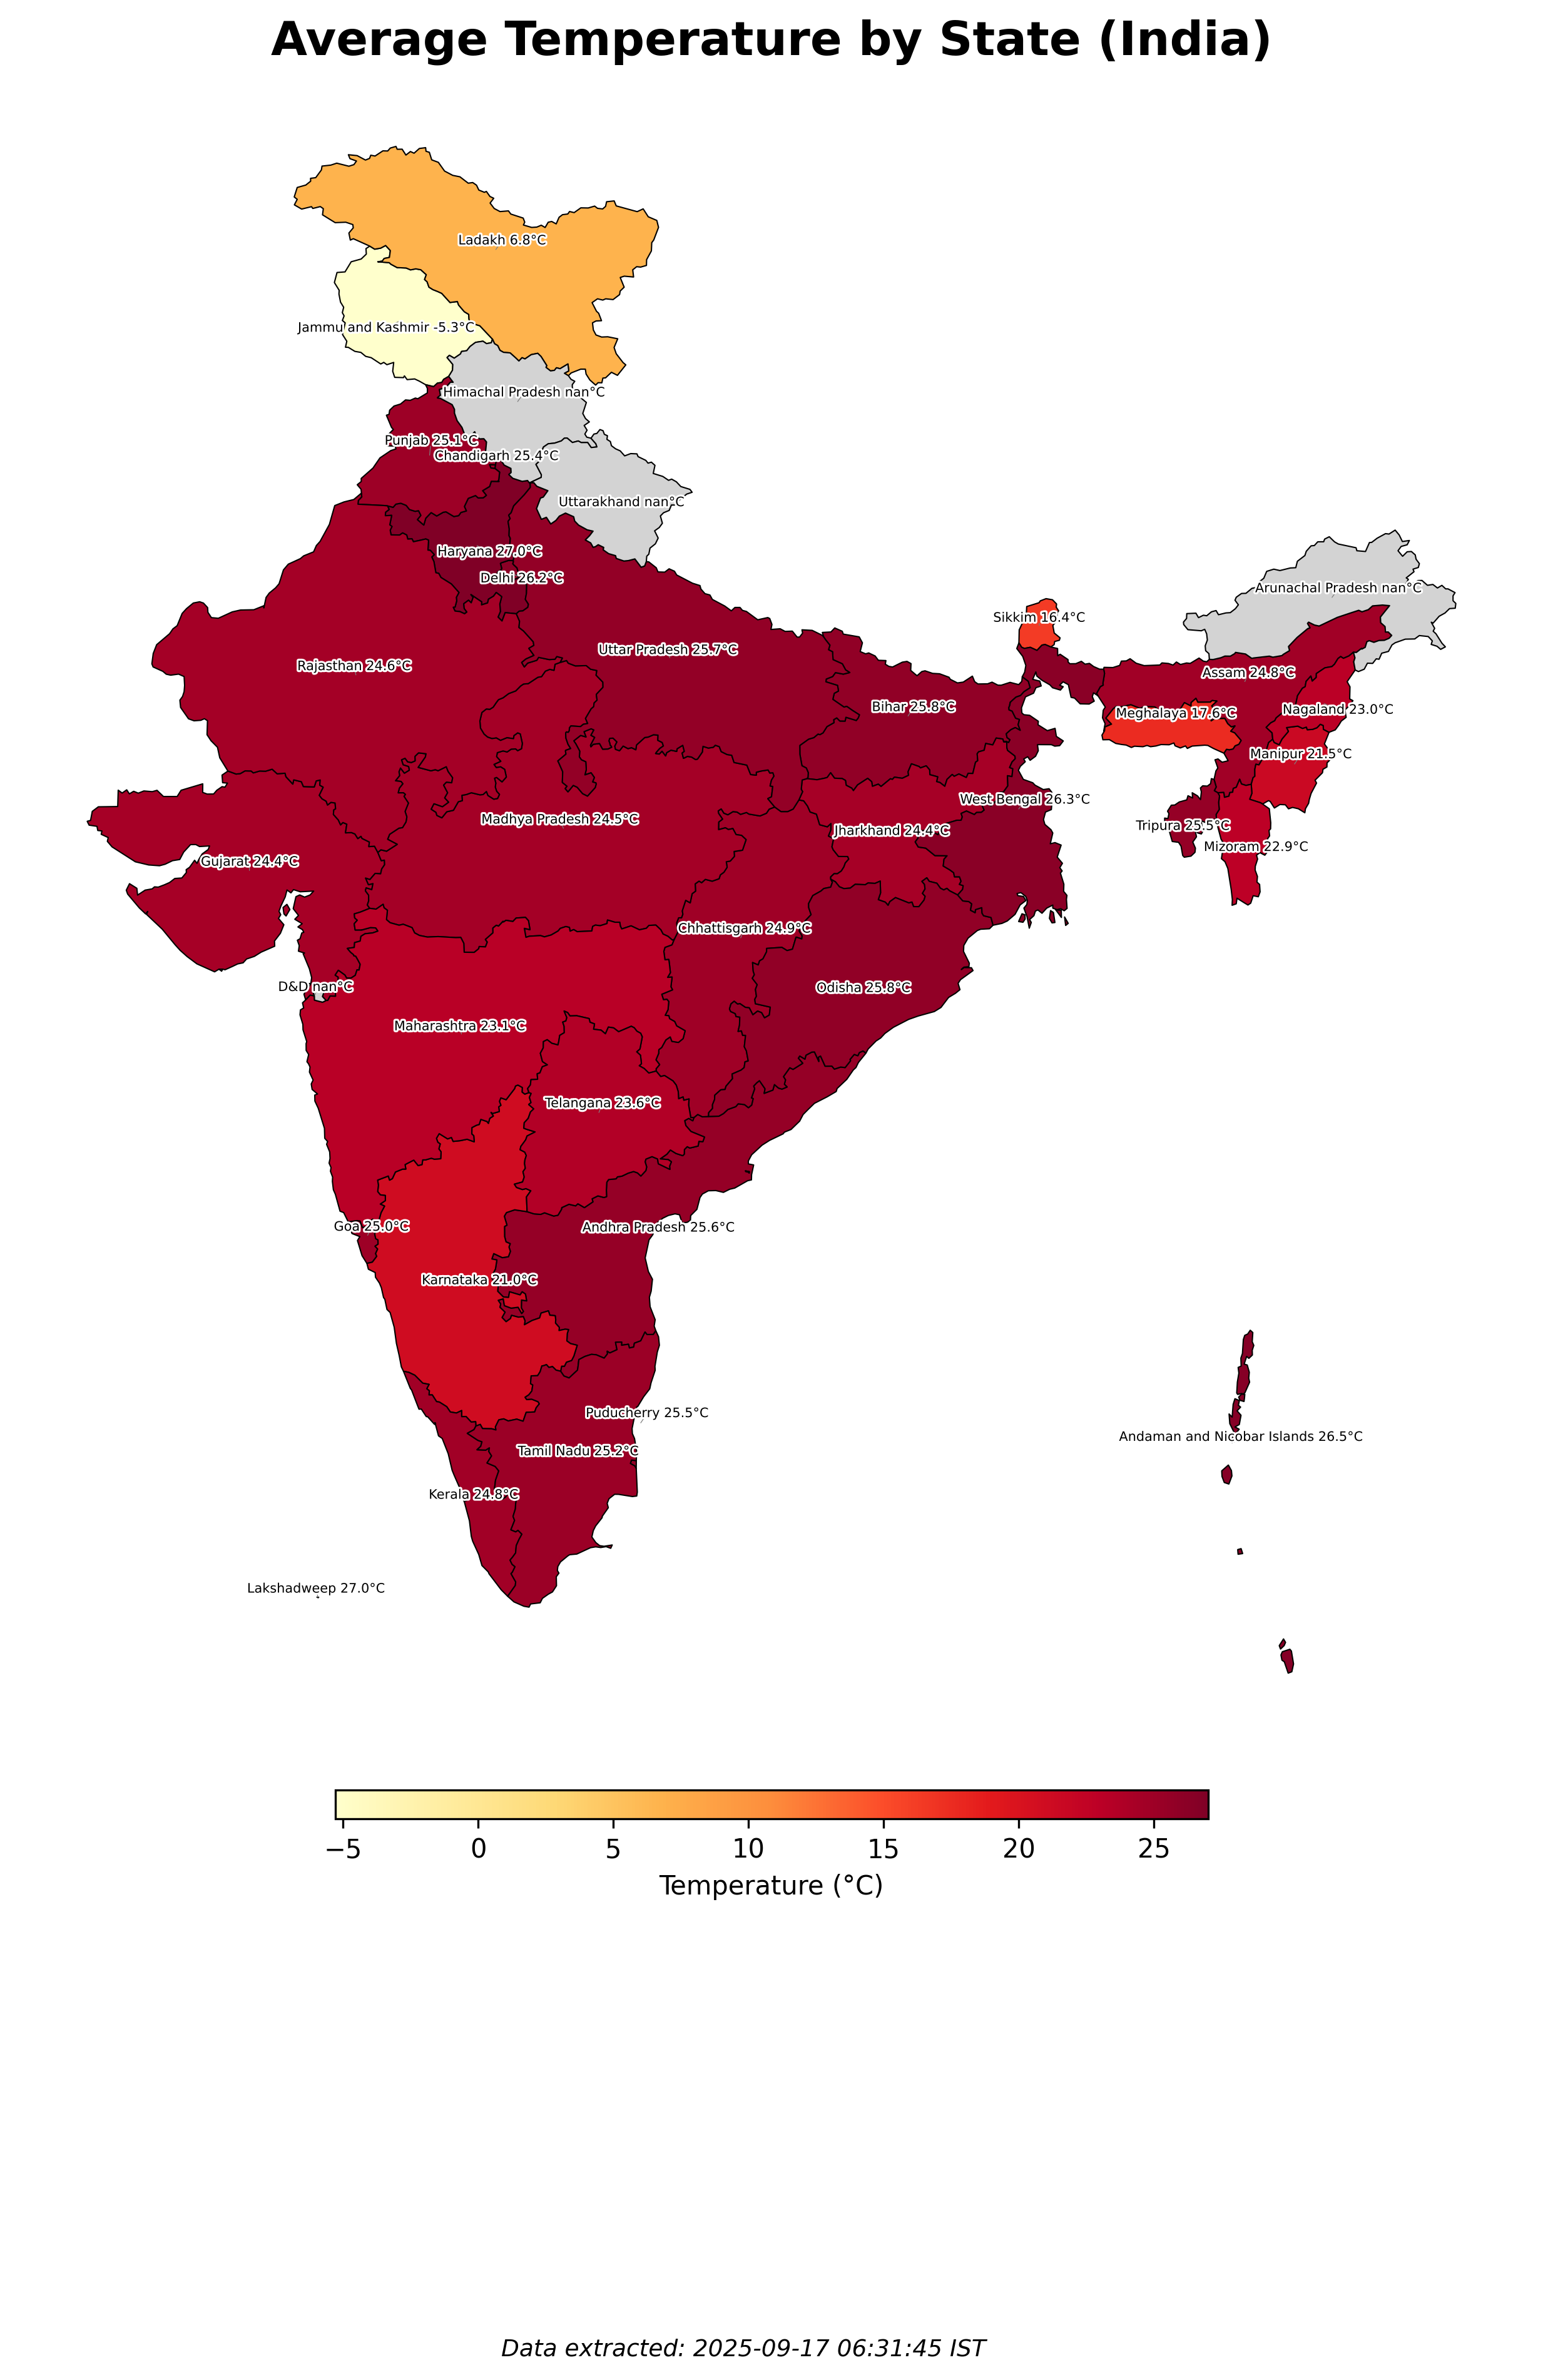 Average Temperature by State (India)
Ladakh 6.8°C
Jammu and Kashmir -5.3°C
Himachal Pradesh nan°C
Punjab 25.1°C
Chandigarh 25.4°C
Uttarakhand nan°C
Haryana 27.0°C
Delhi 26.2°C
Arunachal Pradesh nan°C
Sikkim 16.4°C
Uttar Pradesh 25.7°C
Rajasthan 24.6°C
Assam 24.8°C
Bihar 25.8°C
Nagaland 23.0°C
Meghalaya 17.6°C
Manipur 21.5°C
West Bengal 26.3°C
Madhya Pradesh 24.5°C
Tripura 25.5°C
Jharkhand 24.4°C
Mizoram 22.9°C
Gujarat 24.4°C
Chhattisgarh 24.9°C
D&D nan°C
Odisha 25.8°C
Maharashtra 23.1°C
Telangana 23.6°C
Goa 25.0°C
Andhra Pradesh 25.6°C
Karnataka 21.0°C
Puducherry 25.5°C
Andaman and Nicobar Islands 26.5°C
Tamil Nadu 25.2°C
Kerala 24.8°C
Lakshadweep 27.0°C
−5 0 5 10 15 20 25
Temperature (°C)
Data extracted: 2025-09-17 06:31:45 IST